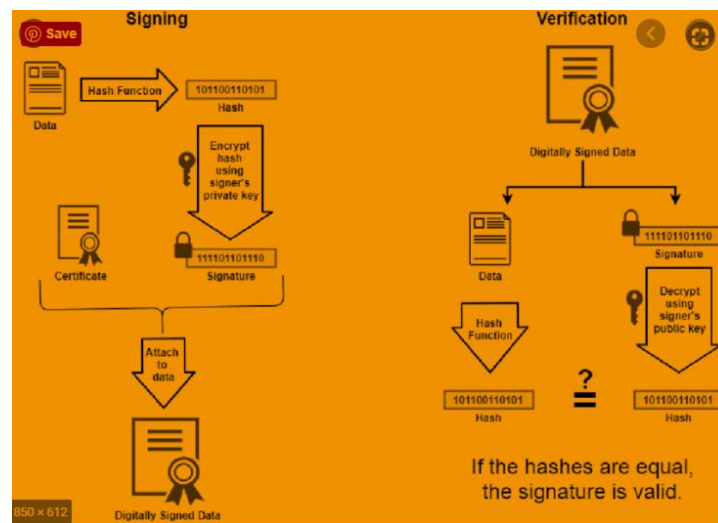 Signing
Save
Data
Hash Function
101100110101
Hash
Encrypt
hash
using
signer's
private key
Certificate
111101101110
Signature
Attach
to
data
Digitally Signed Data
850 × 612
Verification
Digitally Signed Data
Data
111101101110
Signature
Hash
Function
Decrypt
using
signer's
public key
101100110101
Hash
?
=
101100110101
Hash
If the hashes are equal,
the signature is valid.